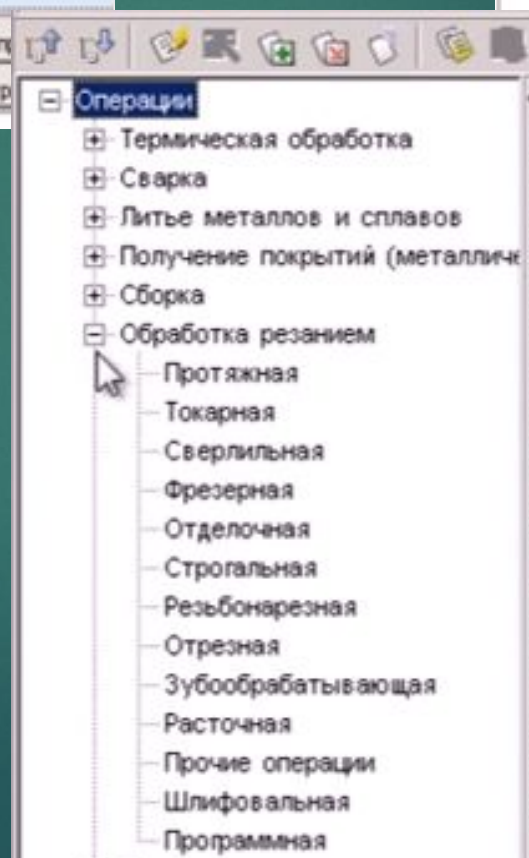 Операции
Термическая обработка
Сварка
Литье металлов и сплавов
Получение покрытий (металличе
Сборка
Обработка резанием
Протяжная
Токарная
Сверлильная
Фрезерная
Отделочная
Строгальная
Резьбонарезная
Отрезная
Зубообрабатывающая
Расточная
Прочие операции
Шлифовальная
Программная